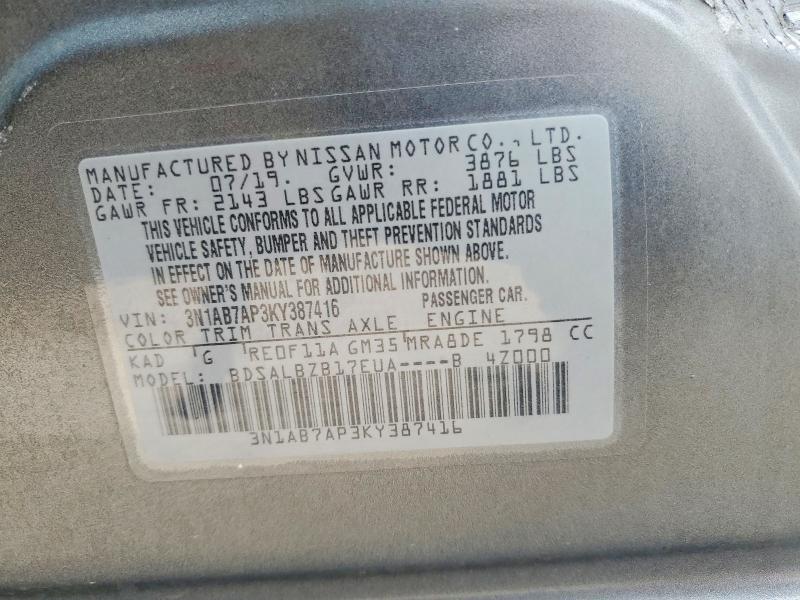 MANUFACTURED BY NISSAN MOTOR CO., LTD.
DATE: 07/19. GVWR: 3876 LBS
GAWR FR: 2143 LBS GAWR RR: 1881 LBS
THIS VEHICLE CONFORMS TO ALL APPLICABLE FEDERAL MOTOR
VEHICLE SAFETY, BUMPER AND THEFT PREVENTION STANDARDS
IN EFFECT ON THE DATE OF MANUFACTURE SHOWN ABOVE.
SEE OWNER'S MANUAL FOR ADDITIONAL INFORMATION.
VIN: 3N1AB7AP3KY387416 PASSENGER CAR.
COLOR TRIM TRANS AXLE ENGINE
KAD G RE0F11A GM35 MRA8DE 1798 CC
MODEL: BDSALBZB17EUA----B 4Z000
3N1AB7AP3KY387416